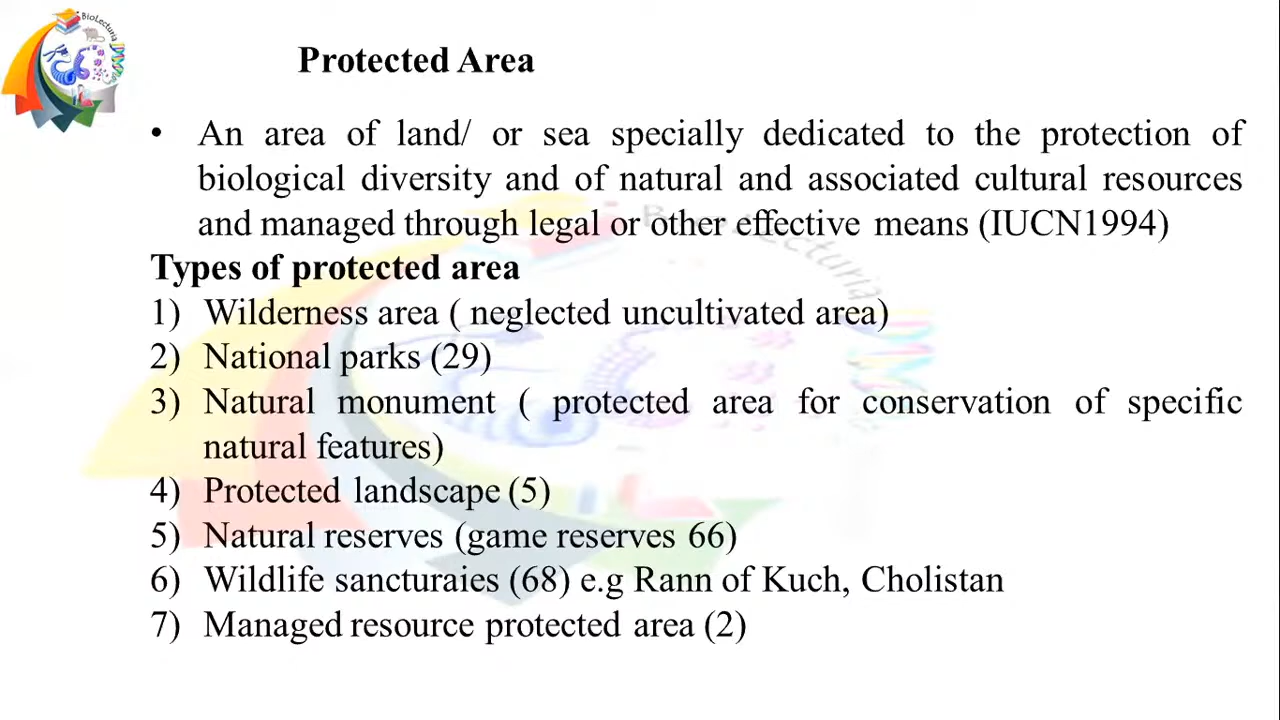 BioLecturia
Protected Area
• An area of land/ or sea specially dedicated to the protection of
biological diversity and of natural and associated cultural resources
and managed through legal or other effective means (IUCN1994)
Types of protected area
1) Wilderness area ( neglected uncultivated area)
2) National parks (29)
3) Natural monument ( protected area for conservation of specific
natural features)
4) Protected landscape (5)
5) Natural reserves (game reserves 66)
6) Wildlife sancturaies (68) e.g Rann of Kuch, Cholistan
7) Managed resource protected area (2)
Bio Lecturia